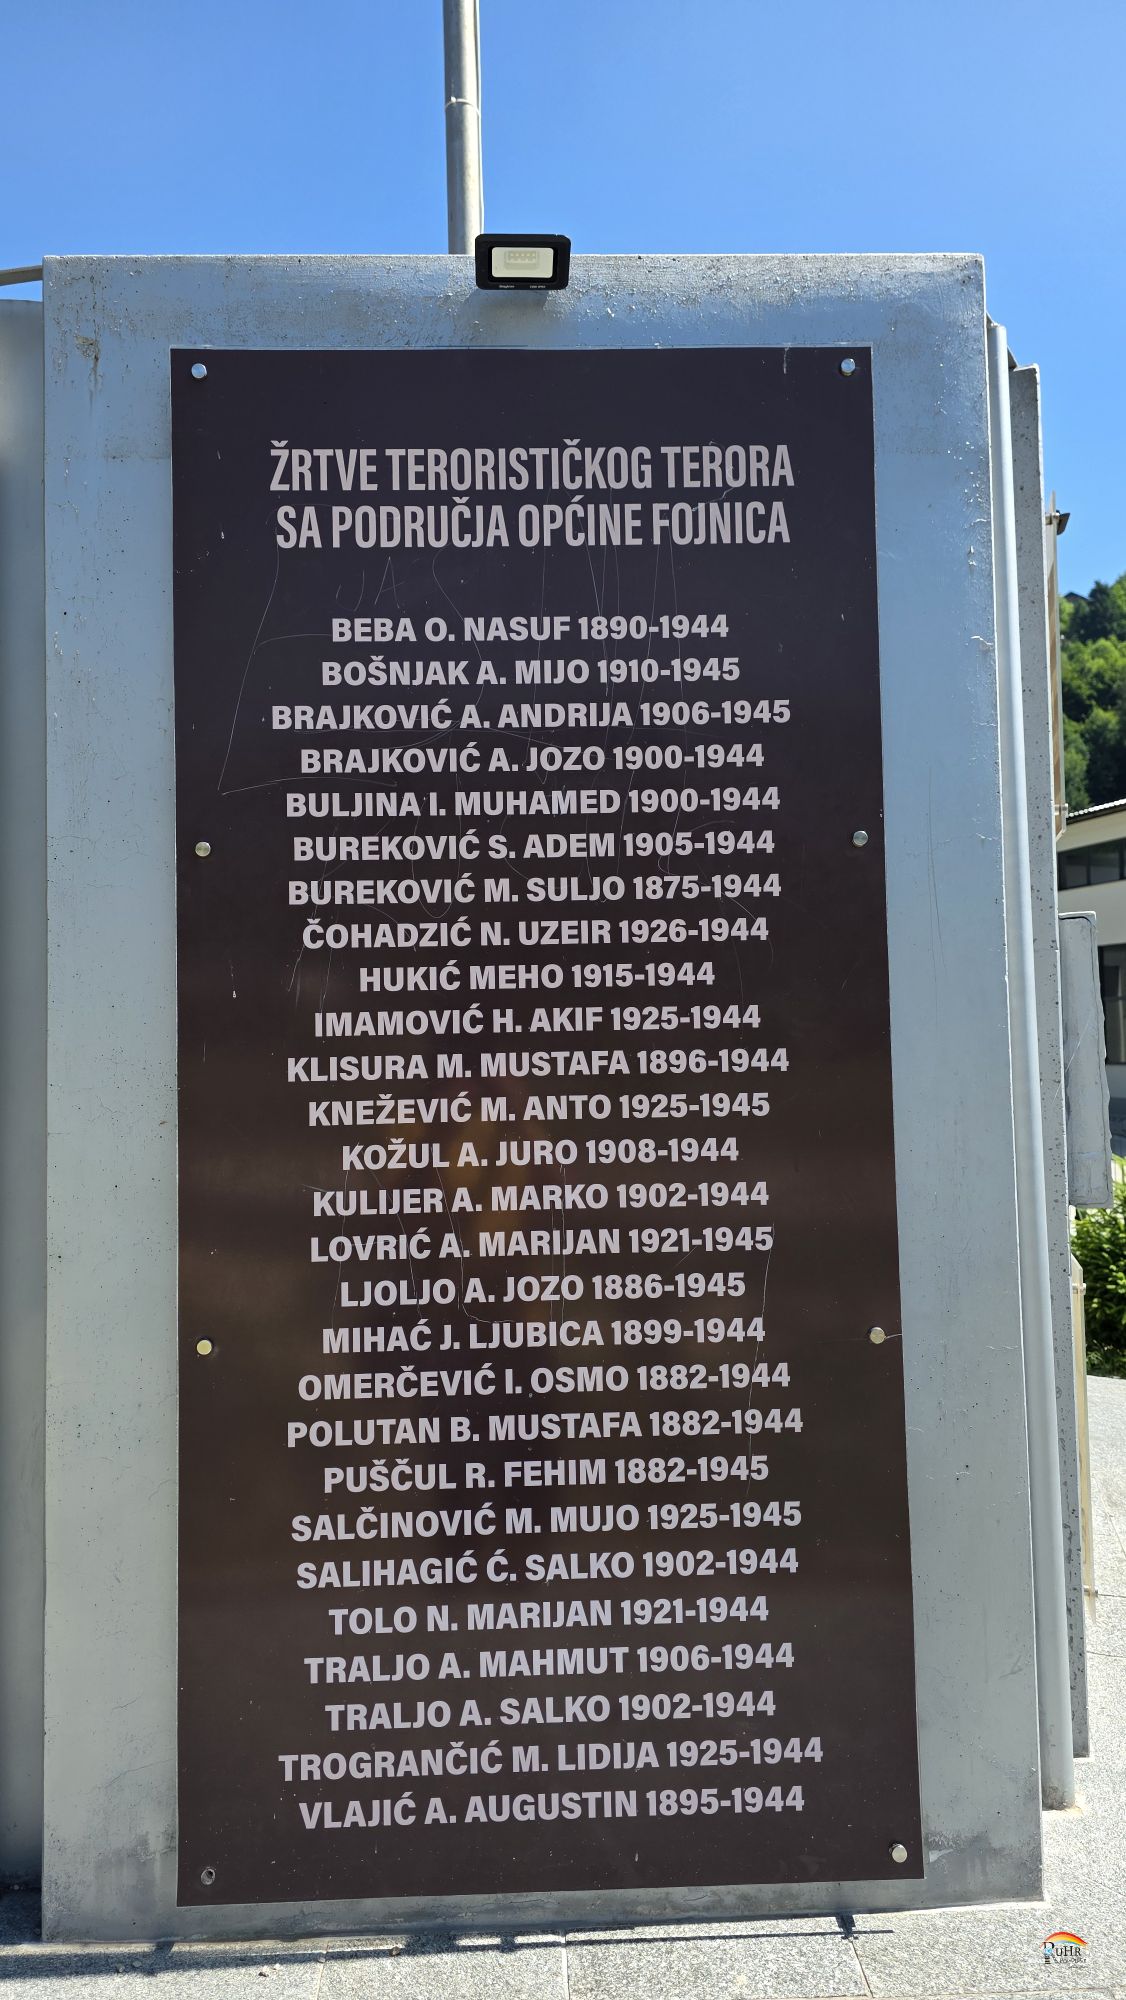 ŽRTVE TERORISTIČKOG TERORA
SA PODRUČJA OPĆINE FOJNICA
BEBA O. NASUF 1890-1944
BOŠNJAK A. MIJO 1910-1945
BRAJKOVIĆ A. ANDRIJA 1906-1945
BRAJKOVIĆ A. JOZO 1900-1944
BULJINA I. MUHAMED 1900-1944
BUREKOVIĆ S. ADEM 1905-1944
BUREKOVIĆ M. SULJO 1875-1944
ČOHADZIĆ N. UZEIR 1926-1944
HUKIĆ MEHO 1915-1944
IMAMOVIĆ H. AKIF 1925-1944
KLISURA M. MUSTAFA 1896-1944
KNEŽEVIĆ M. ANTO 1925-1945
KOŽUL A. JURO 1908-1944
KULIJER A. MARKO 1902-1944
LOVRIĆ A. MARIJAN 1921-1945
LJOLJO A. JOZO 1886-1945
MIHAĆ J. LJUBICA 1899-1944
OMERČEVIĆ I. OSMO 1882-1944
POLUTAN B. MUSTAFA 1882-1944
PUŠČUL R. FEHIM 1882-1945
SALČINOVIĆ M. MUJO 1925-1945
SALIHAGIĆ Ć. SALKO 1902-1944
TOLO N. MARIJAN 1921-1944
TRALJO A. MAHMUT 1906-1944
TRALJO A. SALKO 1902-1944
TROGRANČIĆ M. LIDIJA 1925-1944
VLAJIĆ A. AUGUSTIN 1895-1944
RUHR